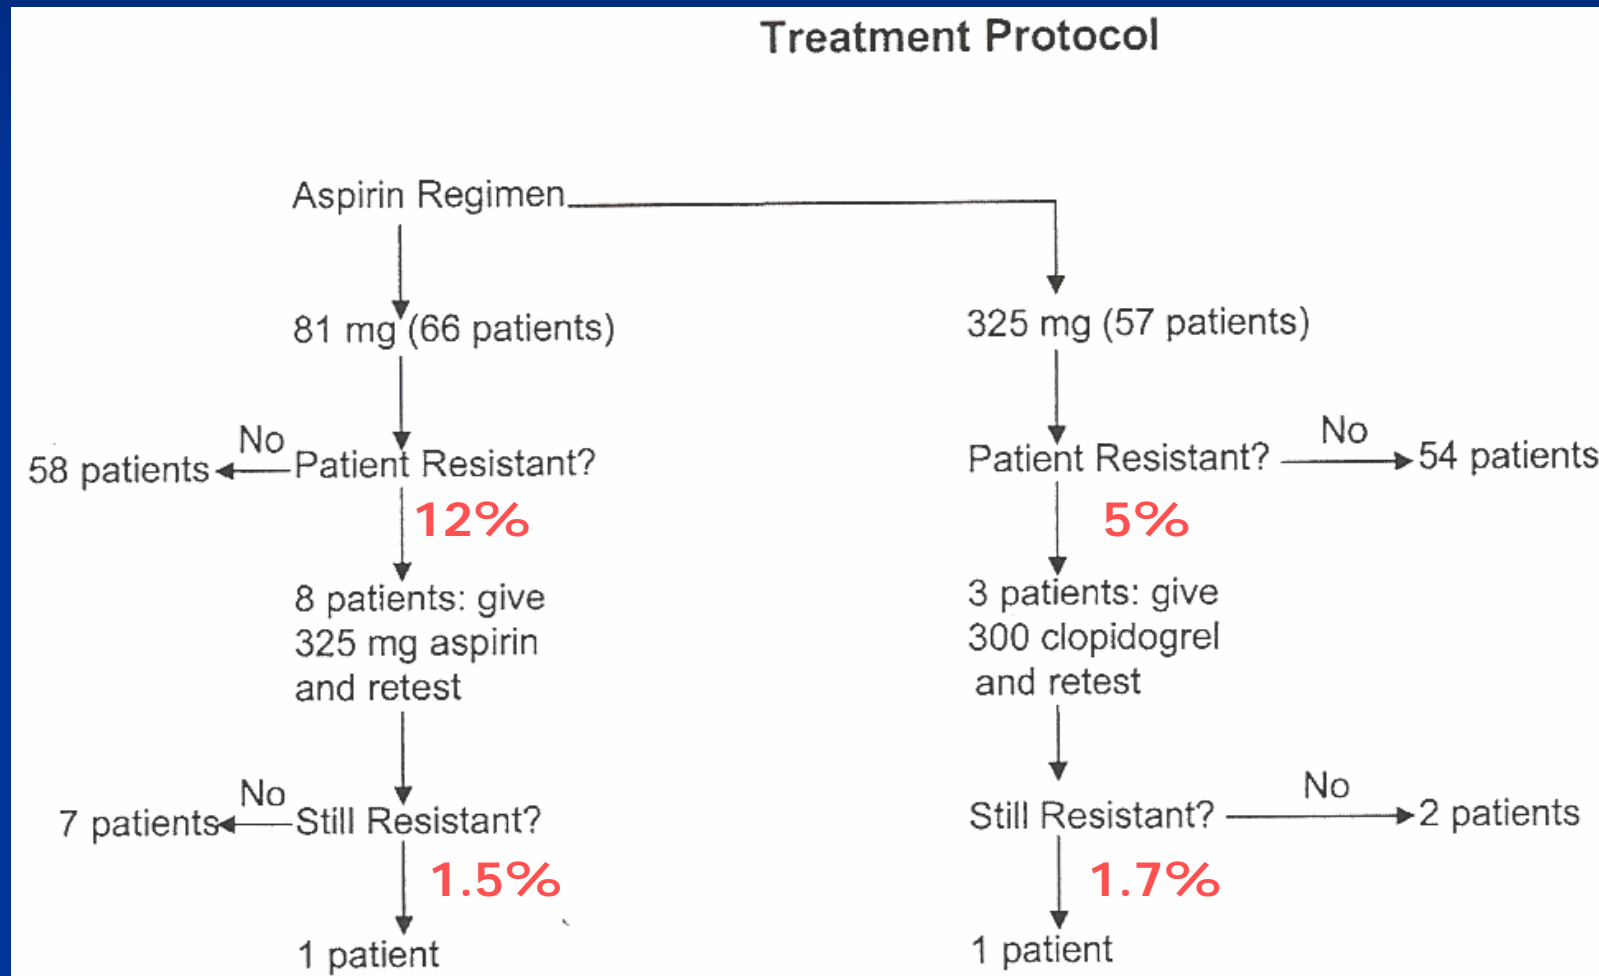 Treatment Protocol
Aspirin Regimen
81 mg (66 patients)
325 mg (57 patients)
58 patients
No
Patient Resistant?
Patient Resistant?
No
54 patients
12%
5%
8 patients: give
325 mg aspirin
and retest
3 patients: give
300 clopidogrel
and retest
7 patients
No
Still Resistant?
Still Resistant?
No
2 patients
1.5%
1.7%
1 patient
1 patient